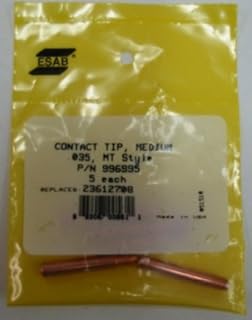 ESAB
CONTACT TIP, MEDIUM
.035, MT Style
P/N 996995
5 each
REPLACES 23612708
Made in USA